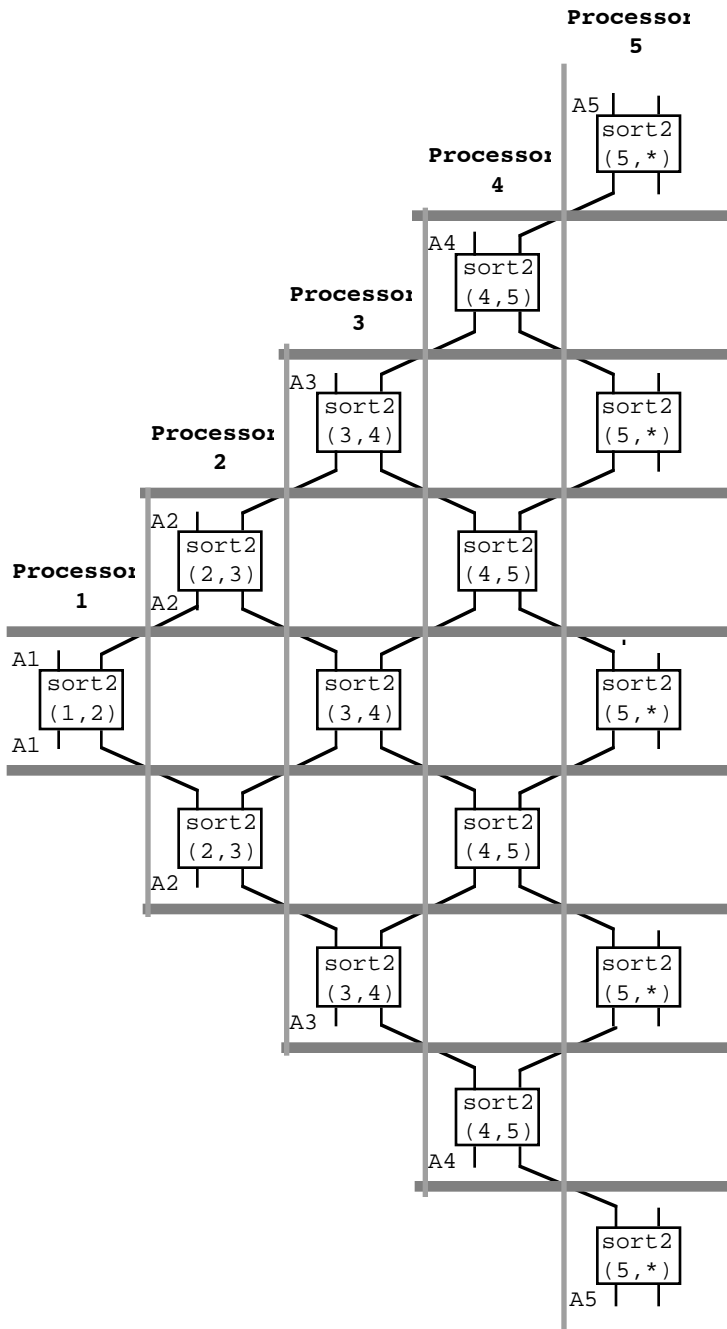 Processor
5
A5
sort2
(5,*)
Processor
4
A4
sort2
(4,5)
Processor
3
A3
sort2
(3,4)
sort2
(5,*)
Processor
2
A2
sort2
(2,3)
sort2
(4,5)
A2
Processor
1
A1
sort2
(1,2)
sort2
(3,4)
sort2
(5,*)
A1
sort2
(2,3)
sort2
(4,5)
A2
sort2
(3,4)
sort2
(5,*)
A3
sort2
(4,5)
A4
sort2
(5,*)
A5